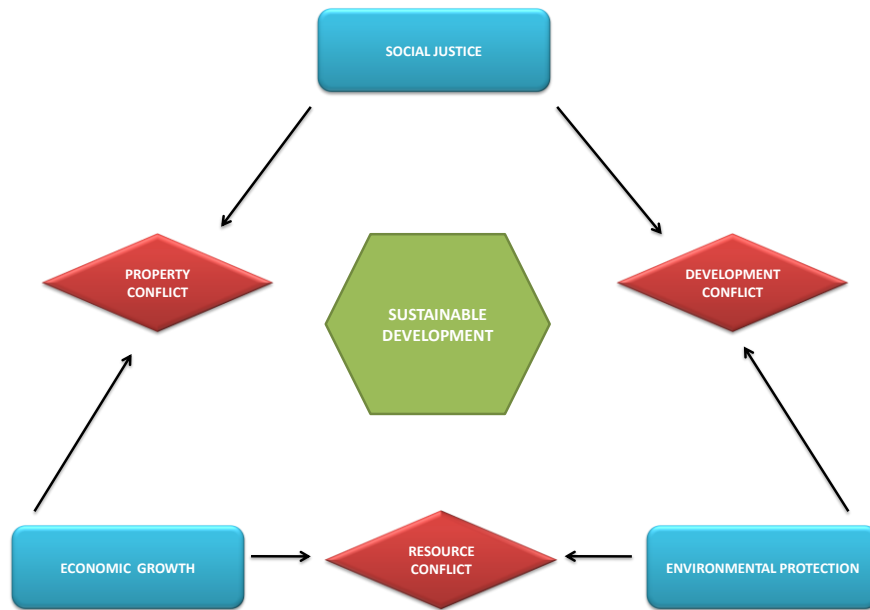 SOCIAL JUSTICE
PROPERTY
CONFLICT
DEVELOPMENT
CONFLICT
SUSTAINABLE
DEVELOPMENT
ECONOMIC GROWTH
RESOURCE
CONFLICT
ENVIRONMENTAL PROTECTION